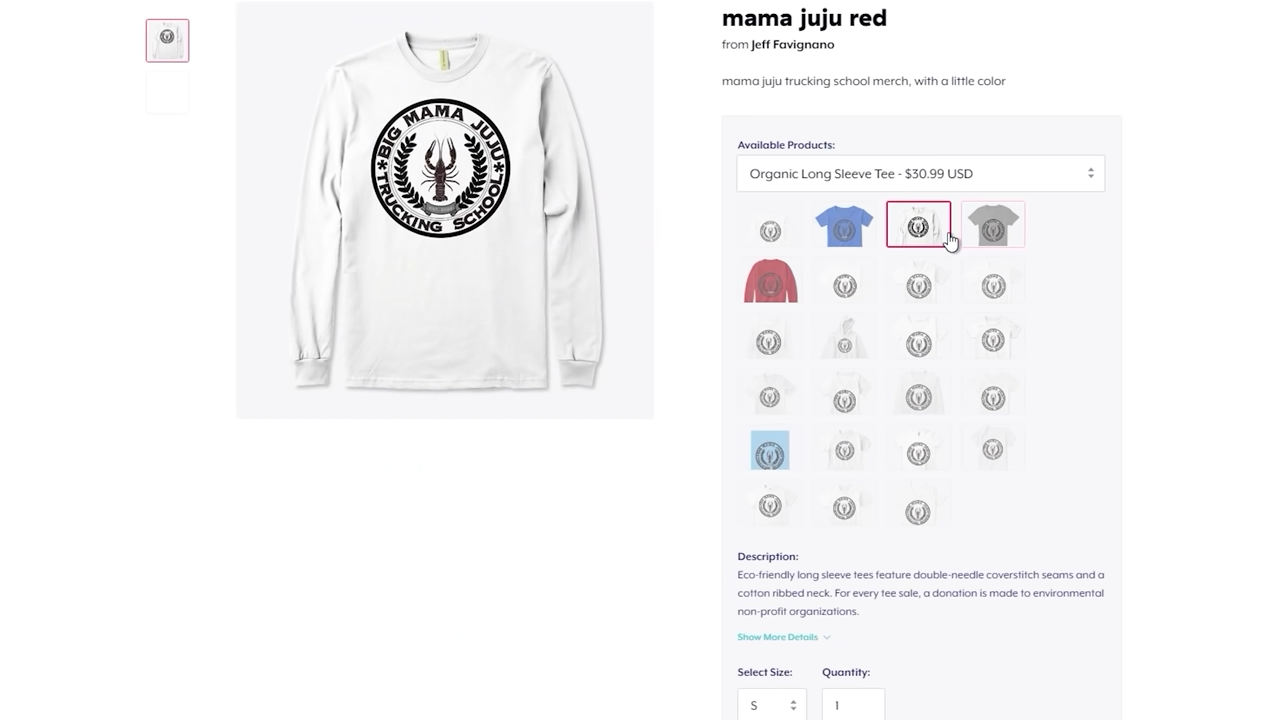 mama juju red
from Jeff Favignano
mama juju trucking school merch, with a little color
BIG MAMA JUJU
TRUCKING SCHOOL
Available Products:
Organic Long Sleeve Tee - $30.99 USD
Description:
Eco-friendly long sleeve tees feature double-needle coverstitch seams and a
cotton ribbed neck. For every tee sale, a donation is made to environmental
non-profit organizations.
Show More Details
Select Size:
Quantity:
S
1